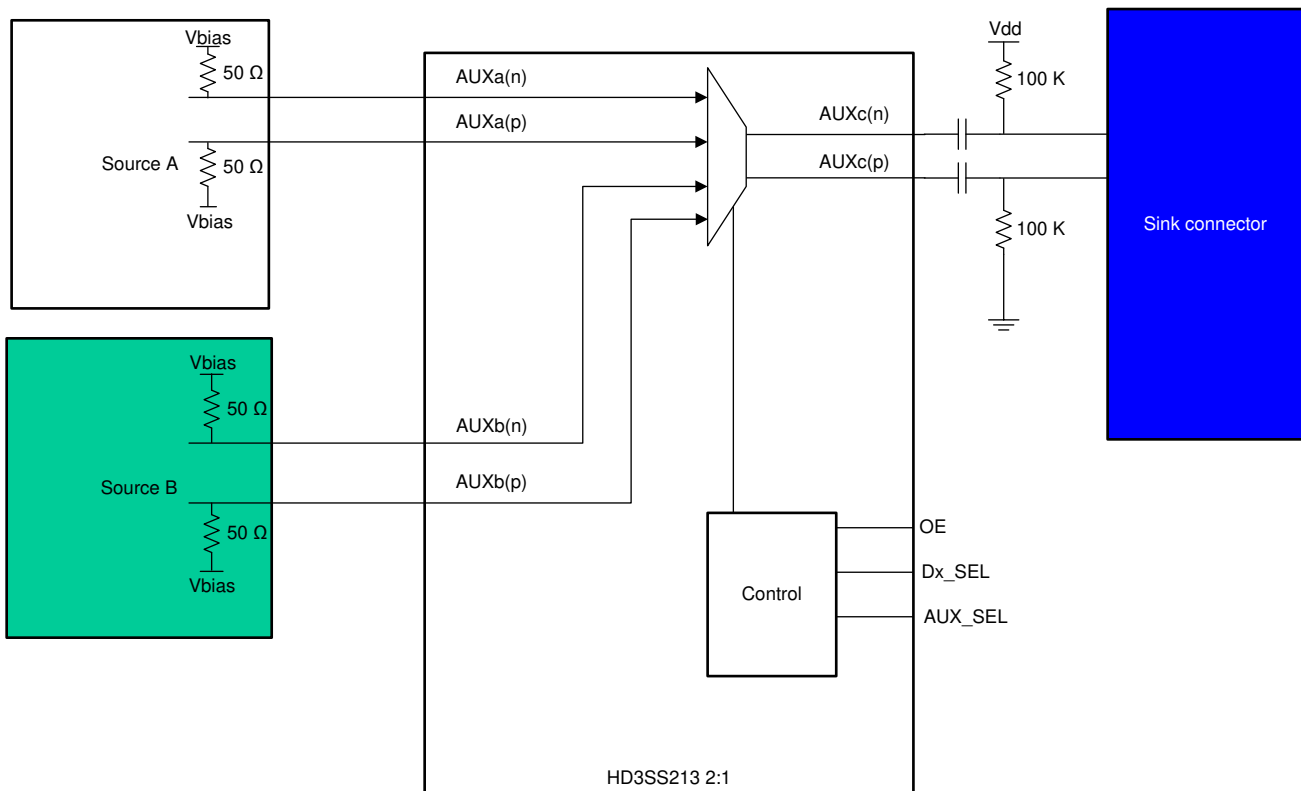 Vbias
50 Ω
Source A
50 Ω
Vbias
Vbias
50 Ω
Source B
50 Ω
Vbias
AUXa(n)
AUXa(p)
AUXb(n)
AUXb(p)
AUXc(n)
AUXc(p)
Control
OE
Dx_SEL
AUX_SEL
HD3SS213 2:1
Vdd
100 K
100 K
Sink connector